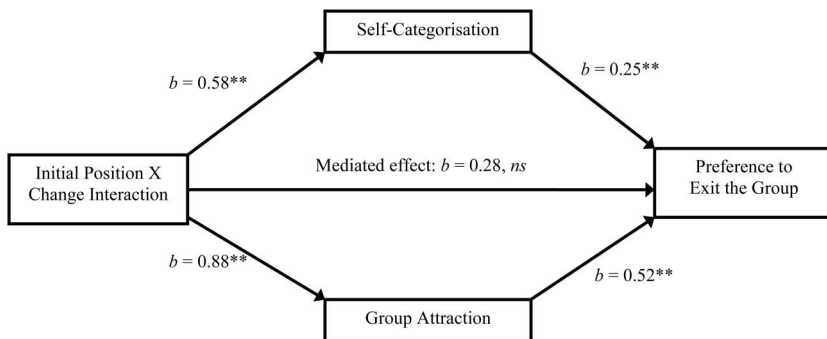 Self-Categorisation
b = 0.58**
b = 0.25**
Initial Position X
Change Interaction
Mediated effect: b = 0.28, ns
Preference to
Exit the Group
b = 0.88**
b = 0.52**
Group Attraction